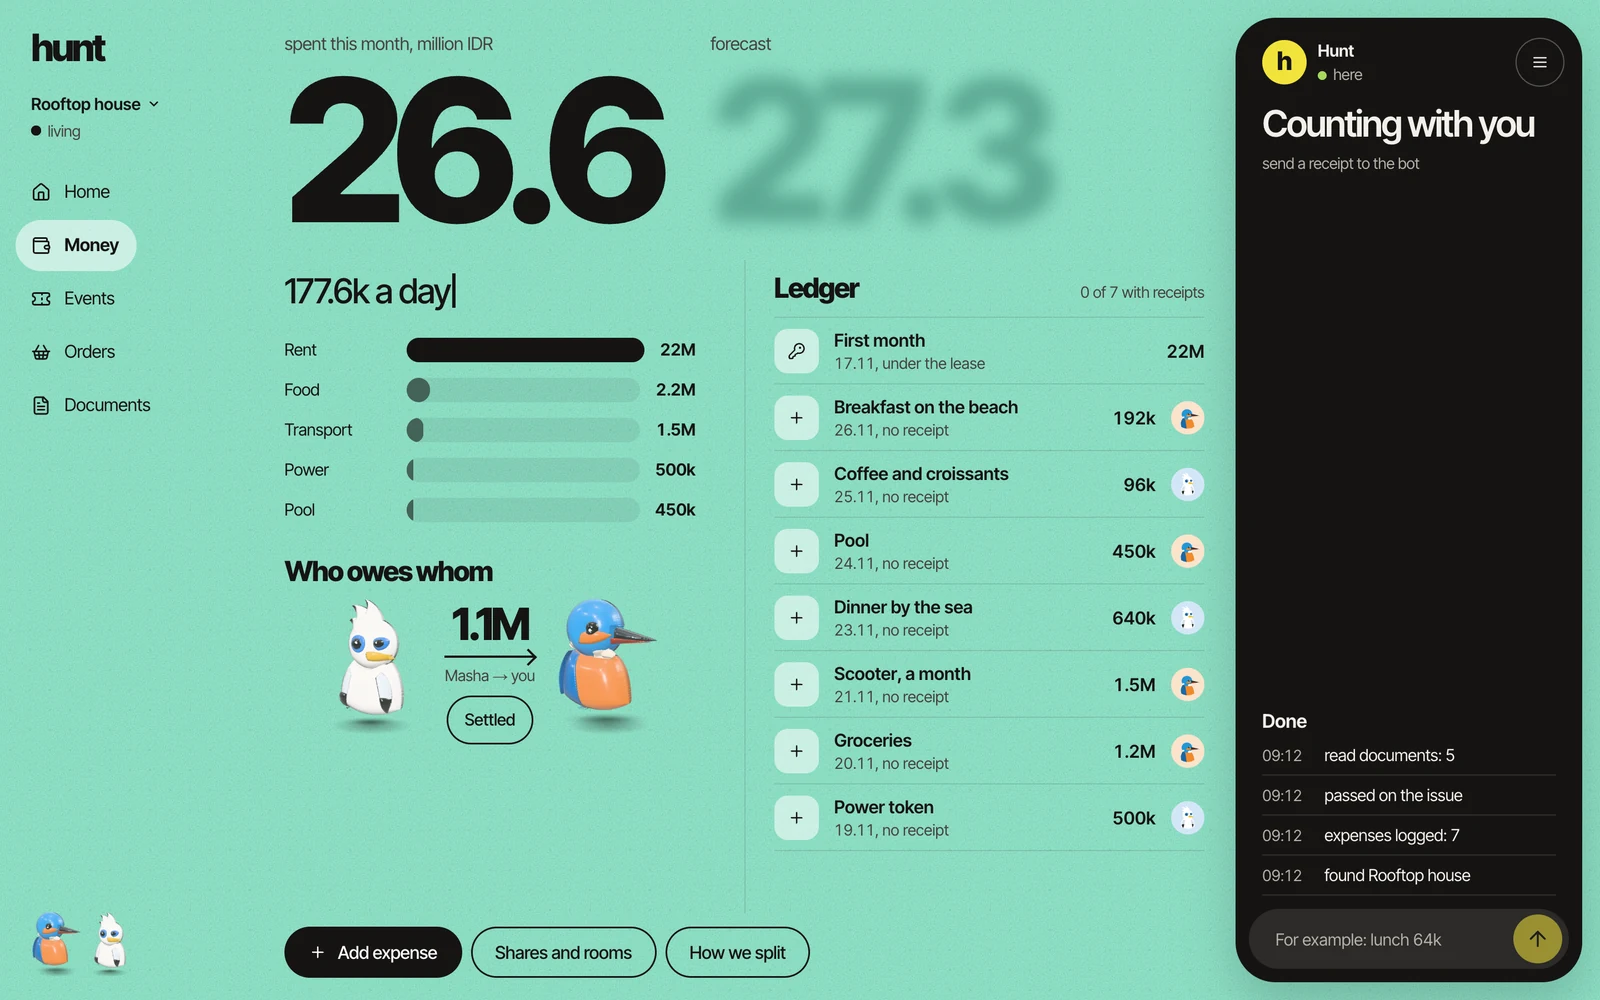 hunt
Rooftop house
living
Home
Money
Events
Orders
Documents
spent this month, million IDR
26.6
forecast
27.3
177.6k a day
Rent 22M
Food 2.2M
Transport 1.5M
Power 500k
Pool 450k
Who owes whom
1.1M
Masha → you
Settled
Ledger
0 of 7 with receipts
First month
17.11, under the lease
22M
Breakfast on the beach
26.11, no receipt
192k
Coffee and croissants
25.11, no receipt
96k
Pool
24.11, no receipt
450k
Dinner by the sea
23.11, no receipt
640k
Scooter, a month
21.11, no receipt
1.5M
Groceries
20.11, no receipt
1.2M
Power token
19.11, no receipt
500k
+ Add expense
Shares and rooms
How we split
h
Hunt
here
Counting with you
send a receipt to the bot
Done
09:12 read documents: 5
09:12 passed on the issue
09:12 expenses logged: 7
09:12 found Rooftop house
For example: lunch 64k